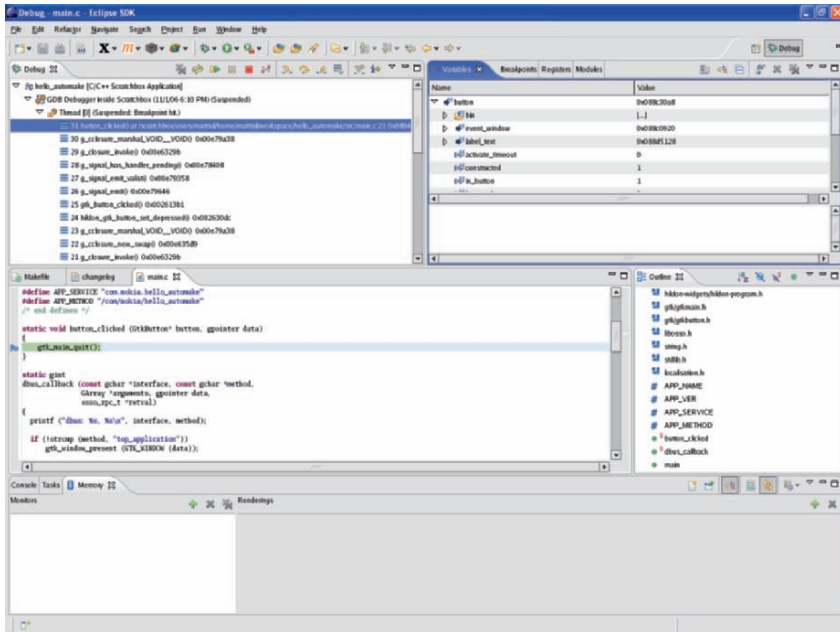 Debug - main.c - Eclipse SDK
File Edit Refactor Navigate Search Project Run Window Help
Debug
Debug
hello_automake [C/C++ Scratchbox Application]
GDB Debugger inside Scratchbox (11/1/06 6:10 PM) (Suspended)
Thread [0] (Suspended: Breakpoint hit.)
31 button_clicked()
30 g_cclosure_marshal_VOID__VOID() 0x00e79a38
29 g_closure_invoke() 0x00e6329b
28 g_signal_has_handler_pending() 0x00e78408
27 g_signal_emit_valist() 0x00e79358
26 g_signal_emit() 0x00e79646
25 gtk_button_clicked() 0x002613b1
24 hildon_gtk_button_set_depressed() 0x002630dc
23 g_cclosure_marshal_VOID__VOID() 0x00e79a38
22 g_cclosure_new_swap() 0x00e635d9
21 g_closure_invoke() 0x00e6329b
Variables Breakpoints Registers Modules
Name Value
button 0x088c30a8
bin {...}
event_window 0x088c0920
label_text 0x088d5128
activate_timeout 0
constructed 1
in_button 1
Makefile changelog main.c
#define APP_SERVICE "com.nokia.hello_automake"
#define APP_METHOD "/com/nokia/hello_automake"
/* end defines */
static void button_clicked (GtkButton* button, gpointer data)
{
gtk_main_quit();
}
static gint
dbus_callback (const gchar *interface, const gchar *method,
GArray *arguments, gpointer data,
osso_rpc_t *retval)
{
printf ("dbus: %s, %s\n", interface, method);
if (!strcmp (method, "top_application"))
gtk_window_present (GTK_WINDOW (data));
Outline
hildon-widgets/hildon-program.h
gtk/gtkmain.h
gtk/gtkbutton.h
libosso.h
string.h
stdlib.h
localisation.h
APP_NAME
APP_VER
APP_SERVICE
APP_METHOD
button_clicked
dbus_callback
main
Console Tasks Memory
Monitors Renderings